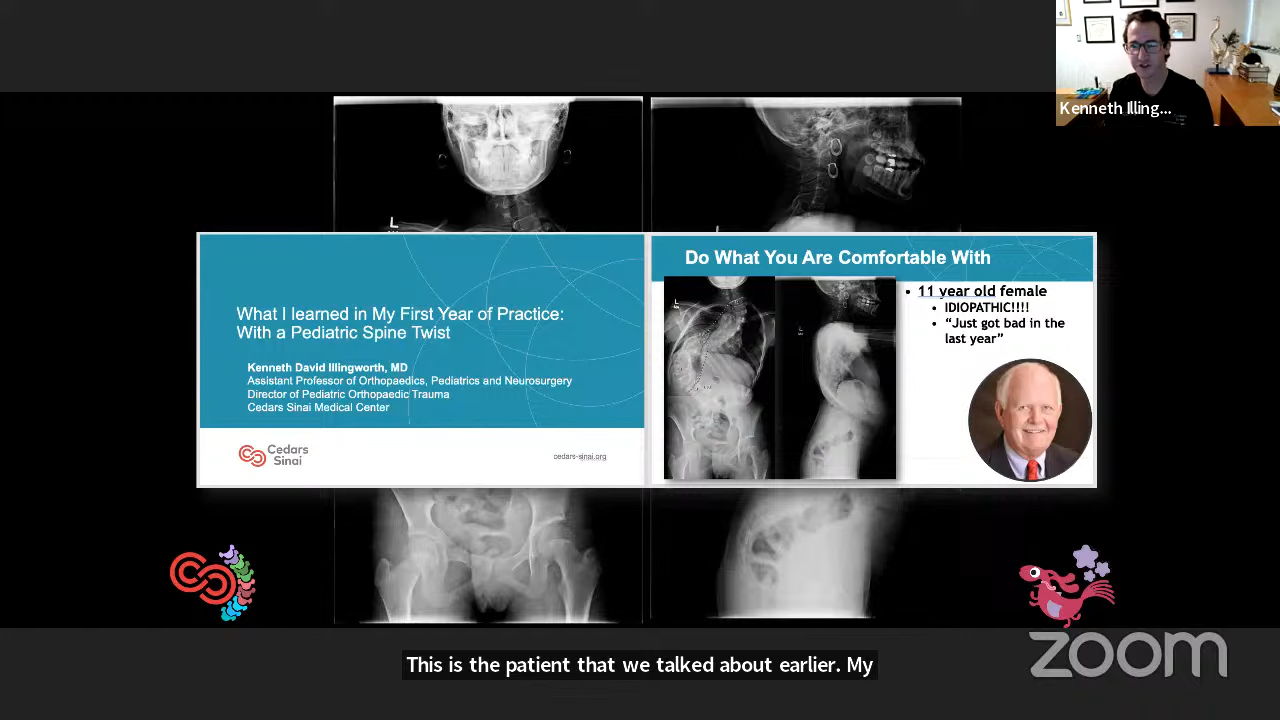 Kenneth Illing...
L
L
What I learned in My First Year of Practice:
With a Pediatric Spine Twist
Kenneth David Illingworth, MD
Assistant Professor of Orthopaedics, Pediatrics and Neurosurgery
Director of Pediatric Orthopaedic Trauma
Cedars Sinai Medical Center
Cedars
Sinai
cedars-sinai.org
Do What You Are Comfortable With
L
L
• 11 year old female
• IDIOPATHIC!!!!
• “Just got bad in the
last year”
zoom
This is the patient that we talked about earlier. My